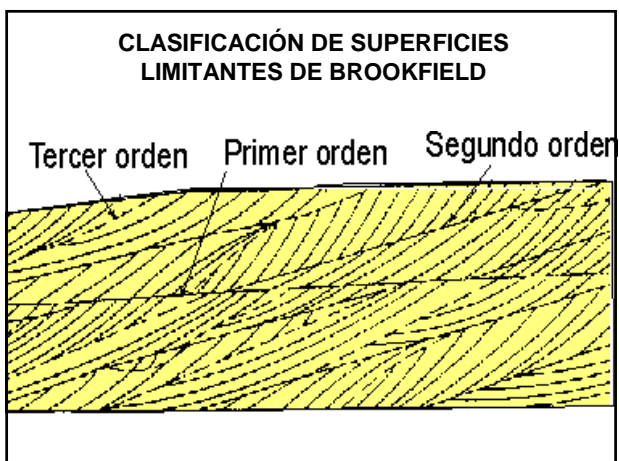 CLASIFICACIÓN DE SUPERFICIES
LIMITANTES DE BROOKFIELD
Tercer orden
Primer orden
Segundo orden